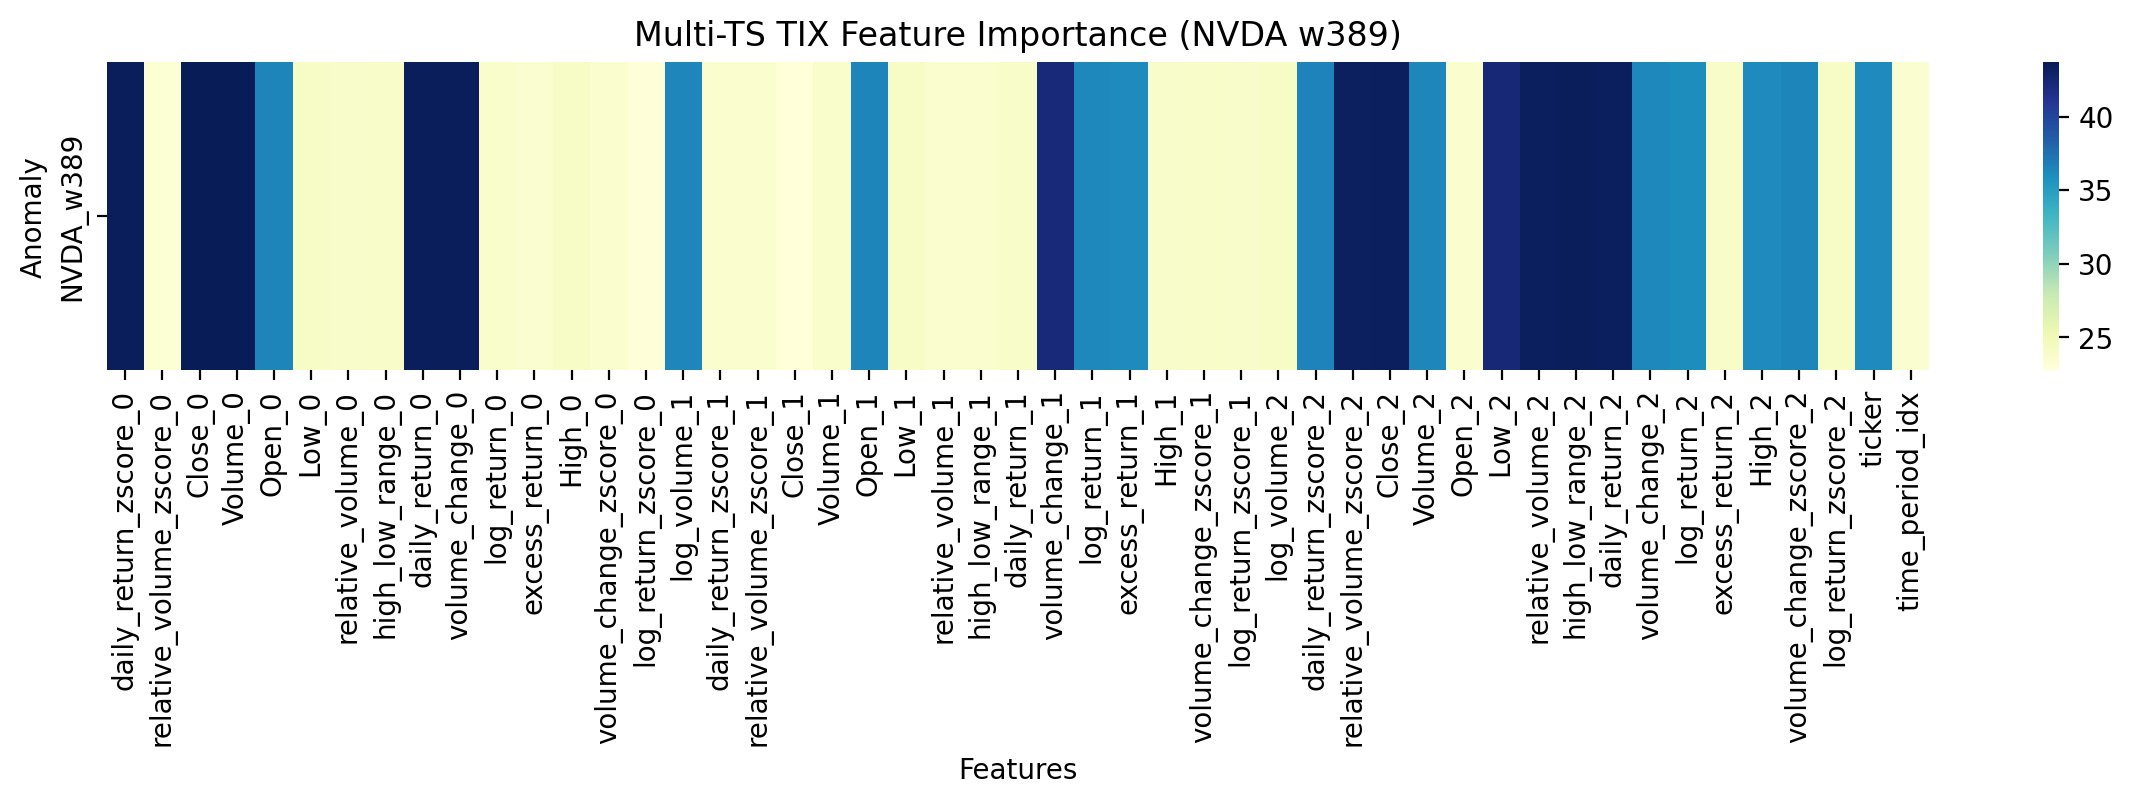 Multi-TS TIX Feature Importance (NVDA w389)
Anomaly
NVDA_w389
daily_return_zscore_0
relative_volume_zscore_0
Close_0
Volume_0
Open_0
Low_0
relative_volume_0
high_low_range_0
daily_return_0
volume_change_0
log_return_0
excess_return_0
High_0
volume_change_zscore_0
log_return_zscore_0
log_volume_1
daily_return_zscore_1
relative_volume_zscore_1
Close_1
Volume_1
Open_1
Low_1
relative_volume_1
high_low_range_1
daily_return_1
volume_change_1
log_return_1
excess_return_1
High_1
volume_change_zscore_1
log_return_zscore_1
log_volume_2
daily_return_zscore_2
relative_volume_zscore_2
Close_2
Volume_2
Open_2
Low_2
relative_volume_2
high_low_range_2
daily_return_2
volume_change_2
log_return_2
excess_return_2
High_2
volume_change_zscore_2
log_return_zscore_2
ticker
time_period_idx
Features
40
35
30
25